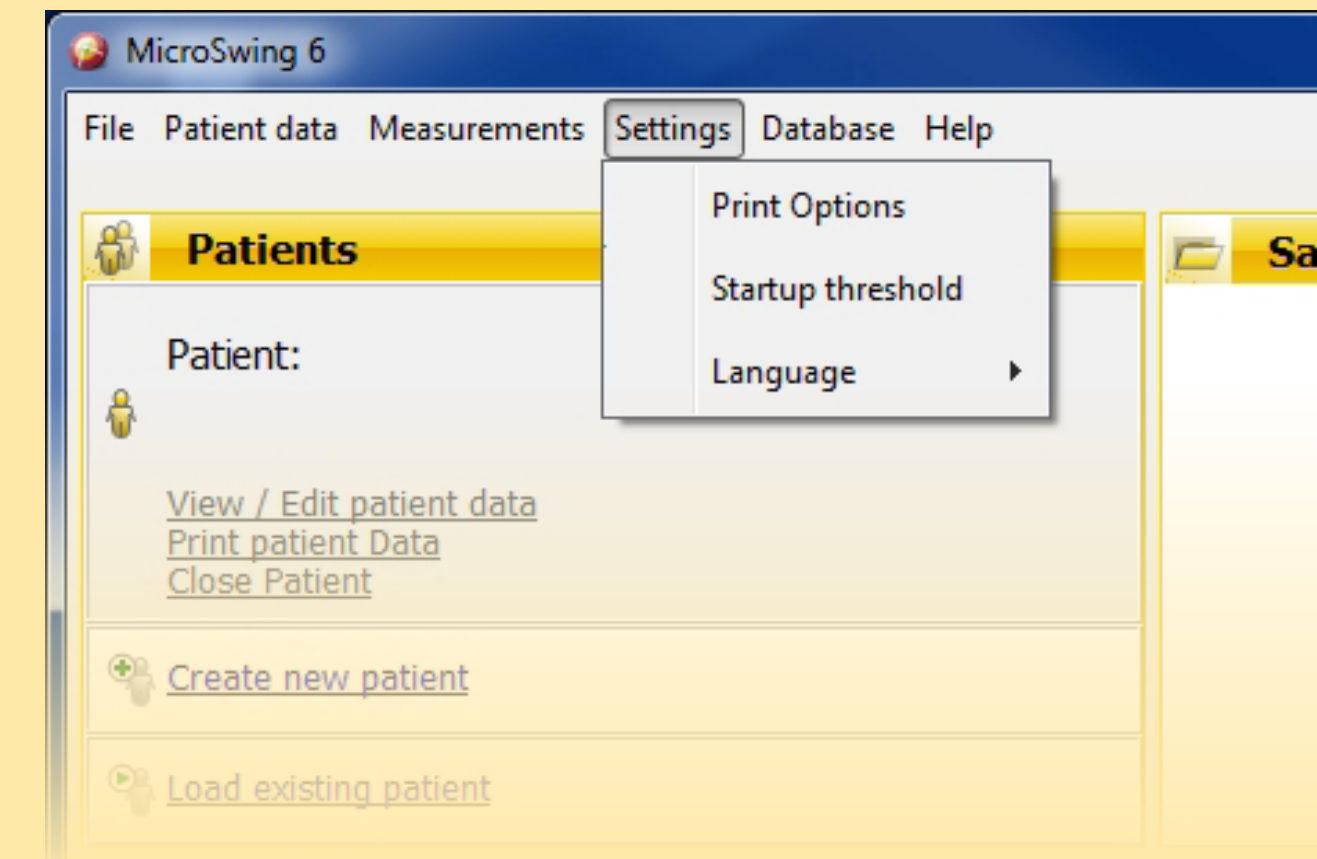 MicroSwing 6
File Patient data Measurements Settings Database Help
Print Options
Startup threshold
Language
Patients
Patient:
View / Edit patient data
Print patient Data
Close Patient
Create new patient
Load existing patient
Sa